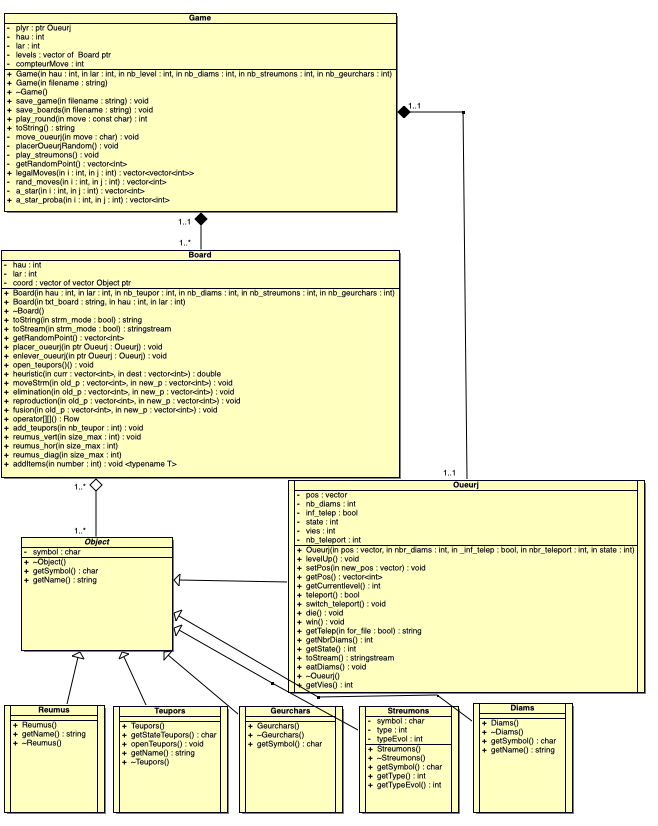 Game
- plyr : ptr Oueurj
- hau : int
- lar : int
- levels : vector of  Board ptr
- compteurMove : int
+ Game(in hau : int, in lar : int, in nb_level : int, in nb_diams : int, in nb_streumons : int, in nb_geurchars : int)
+ Game(in filename : string)
+ ~Game()
+ save_game(in filename : string) : void
+ save_boards(in filename : string) : void
+ play_round(in move : const char) : int
+ toString() : string
- move_oueurj(in move : char) : void
- placerOueurjRandom() : void
- play_streumons() : void
- getRandomPoint() : vector<int>
+ legalMoves(in i : int, in j : int) : vector<vector<int>>
- rand_moves(in i : int, in j : int) : vector<int>
- a_star(in i : int, in j : int) : vector<int>
+ a_star_proba(in i : int, in j : int) : vector<int>
1..1
1..1
1..*
Board
- hau : int
- lar : int
- coord : vector of vector Object ptr
+ Board(in hau : int, in lar : int, in nb_teupor : int, in nb_diams : int, in nb_streumons : int, in nb_geurchars : int)
+ Board(in txt_board : string, in hau : int, in lar : int)
+ ~Board()
+ toString(in strm_mode : bool) : string
+ toStream(in strm_mode : bool) : stringstream
+ getRandomPoint() : vector<int>
+ placer_oueurj(in ptr Oueurj : Oueurj) : void
+ enlever_oueurj(in ptr Oueurj : Oueurj) : void
+ open_teupors()() : void
+ heuristic(in curr : vector<int>, in dest : vector<int>) : double
+ moveStrm(in old_p : vector<int>, in new_p : vector<int>) : void
+ elimination(in old_p : vector<int>, in new_p : vector<int>) : void
+ reproduction(in old_p : vector<int>, in new_p : vector<int>) : void
+ fusion(in old_p : vector<int>, in new_p : vector<int>) : void
+ operator[][]() : Row
+ add_teupors(in nb_teupor : int) : void
+ reumus_vert(in size_max : int) : void
+ reumus_hor(in size_max : int)
+ reumus_diag(in size_max : int)
+ addItems(in number : int) : void <typename T>
1..*
1..*
1..1
Oueurj
- pos : vector
- nb_diams : int
- inf_telep : bool
- state : int
- vies : int
- nb_teleport : int
+ Oueurj(in pos : vector, in nbr_diams : int, in _inf_telep : bool, in nbr_teleport : int, in state : int)
+ levelUp() : void
+ setPos(in new_pos : vector) : void
+ getPos() : vector<int>
+ getCurrentlevel() : int
+ teleport() : bool
+ switch_teleport() : void
+ die() : void
+ win() : void
+ getTelep(in for_file : bool) : string
+ getNbrDiams() : int
+ getState() : int
+ toStream() : stringstream
+ eatDiams() : void
+ ~Oueurj()
+ getVies() : int
Object
- symbol : char
+ ~Object()
+ getSymbol() : char
+ getName() : string
Reumus
+ Reumus()
+ getName() : string
+ ~Reumus()
Teupors
+ Teupors()
+ getStateTeupors() : char
+ openTeupors() : void
+ getName() : string
+ ~Teupors()
Geurchars
+ Geurchars()
+ ~Geurchars()
+ getSymbol() : char
Streumons
- symbol : char
- type : int
- typeEvol : int
+ Streumons()
+ ~Streumons()
+ getSymbol() : char
+ getType() : int
+ getTypeEvol() : int
Diams
+ Diams()
+ ~Diams()
+ getSymbol() : char
+ getName() : string